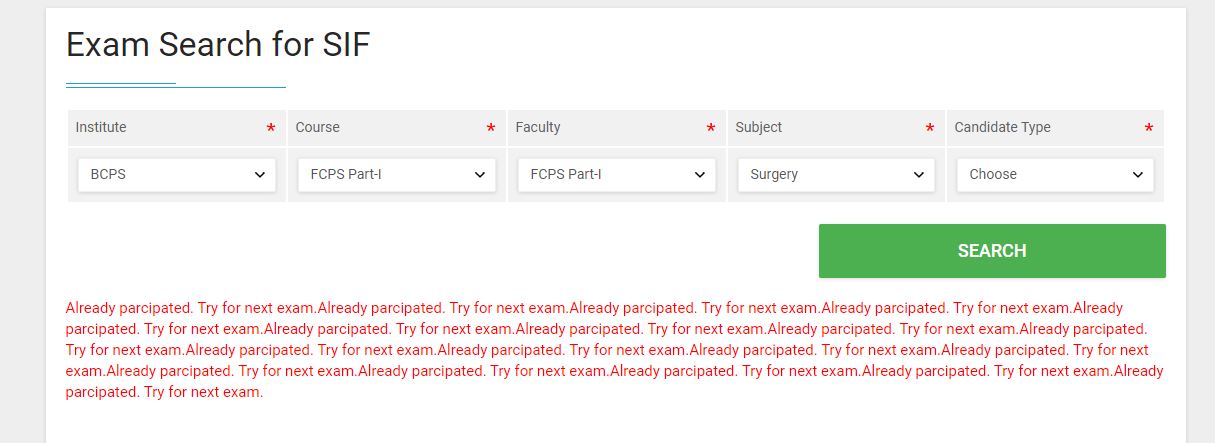 Exam Search for SIF
Institute * Course * Faculty * Subject * Candidate Type *
BCPS FCPS Part-I FCPS Part-I Surgery Choose
SEARCH
Already parcipated. Try for next exam.Already parcipated. Try for next exam.Already parcipated. Try for next exam.Already parcipated. Try for next exam.Already
parcipated. Try for next exam.Already parcipated. Try for next exam.Already parcipated. Try for next exam.Already parcipated. Try for next exam.Already parcipated.
Try for next exam.Already parcipated. Try for next exam.Already parcipated. Try for next exam.Already parcipated. Try for next exam.Already parcipated. Try for next
exam.Already parcipated. Try for next exam.Already parcipated. Try for next exam.Already parcipated. Try for next exam.Already parcipated. Try for next exam.Already
parcipated. Try for next exam.